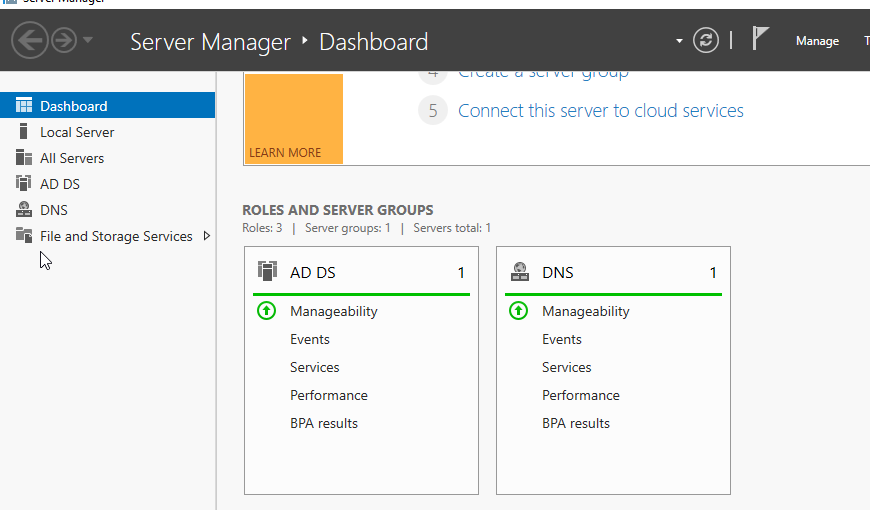 Server Manager
Server Manager ‣ Dashboard
Manage
Dashboard
Local Server
All Servers
AD DS
DNS
File and Storage Services
4 Create a server group
5 Connect this server to cloud services
LEARN MORE
ROLES AND SERVER GROUPS
Roles: 3 | Server groups: 1 | Servers total: 1
AD DS 1
Manageability
Events
Services
Performance
BPA results
DNS 1
Manageability
Events
Services
Performance
BPA results